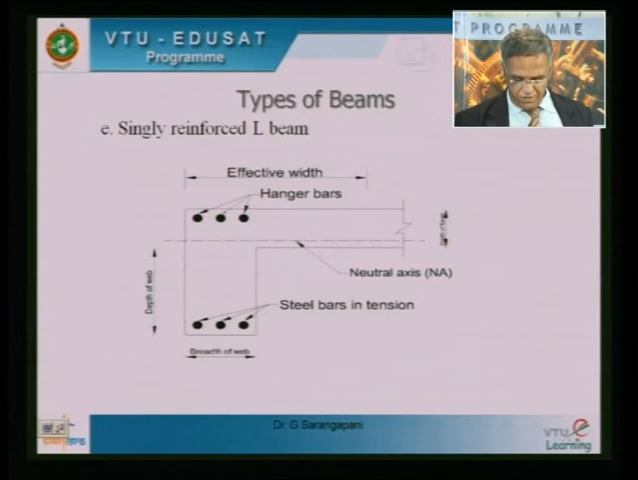 VTU - EDUSAT
Programme
T PROGRAMME
Types of Beams
e. Singly reinforced L beam
Effective width
Hanger bars
Neutral axis (NA)
Depth of web
Steel bars in tension
Breadth of web
Dr. G Sarangapani
VTU e
Learning